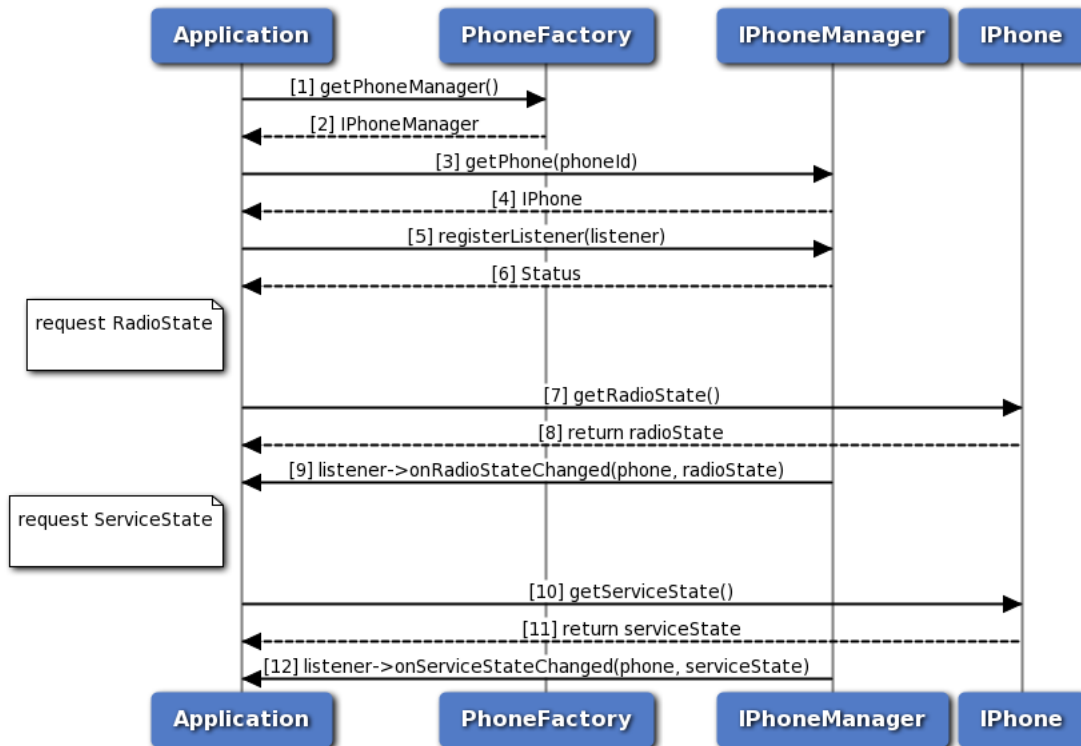 Application
PhoneFactory
IPhoneManager
IPhone
[1] getPhoneManager()
[2] IPhoneManager
[3] getPhone(phoneId)
[4] IPhone
[5] registerListener(listener)
[6] Status
request RadioState
[7] getRadioState()
[8] return radioState
[9] listener->onRadioStateChanged(phone, radioState)
request ServiceState
[10] getServiceState()
[11] return serviceState
[12] listener->onServiceStateChanged(phone, serviceState)
Application
PhoneFactory
IPhoneManager
IPhone